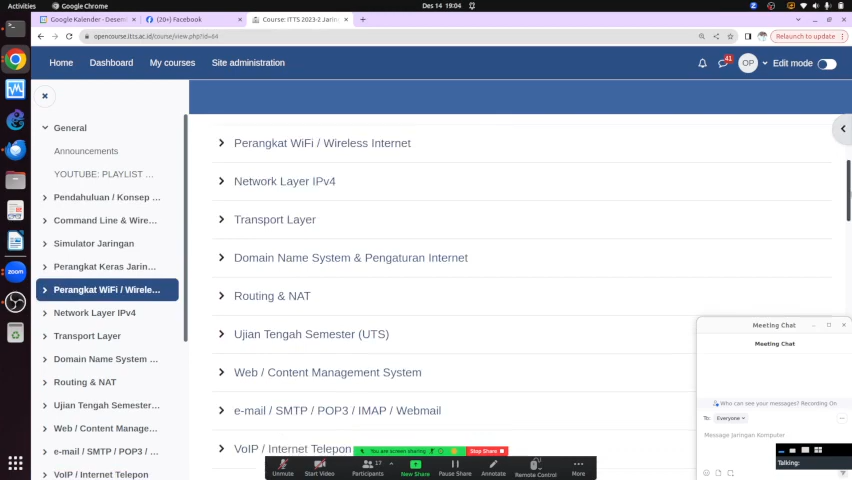 Activities
Google Chrome
Des 14 19:04
Google Kalender - Desem
(20+) Facebook
Course: ITTS 2023-2 Jarin
opencourse.itts.ac.id/course/view.php?id=64
Relaunch to update
Home
Dashboard
My courses
Site administration
41
OP
Edit mode
General
Announcements
YOUTUBE: PLAYLIST ...
Pendahuluan / Konsep ...
Command Line & Wire...
Simulator Jaringan
Perangkat Keras Jarin...
Perangkat WiFi / Wirele...
Network Layer IPv4
Transport Layer
Domain Name System ...
Routing & NAT
Ujian Tengah Semester...
Web / Content Manage...
e-mail / SMTP / POP3 / ...
VoIP / Internet Telepon
Perangkat WiFi / Wireless Internet
Network Layer IPv4
Transport Layer
Domain Name System & Pengaturan Internet
Routing & NAT
Ujian Tengah Semester (UTS)
Web / Content Management System
e-mail / SMTP / POP3 / IMAP / Webmail
VoIP / Internet Telepon
You are screen sharing
Stop Share
Unmute
Start Video
Participants
17
New Share
Pause Share
Annotate
Remote Control
More
Meeting Chat
Meeting Chat
Who can see your messages? Recording On
To:
Everyone
Message Jaringan Komputer
Talking:
zoom